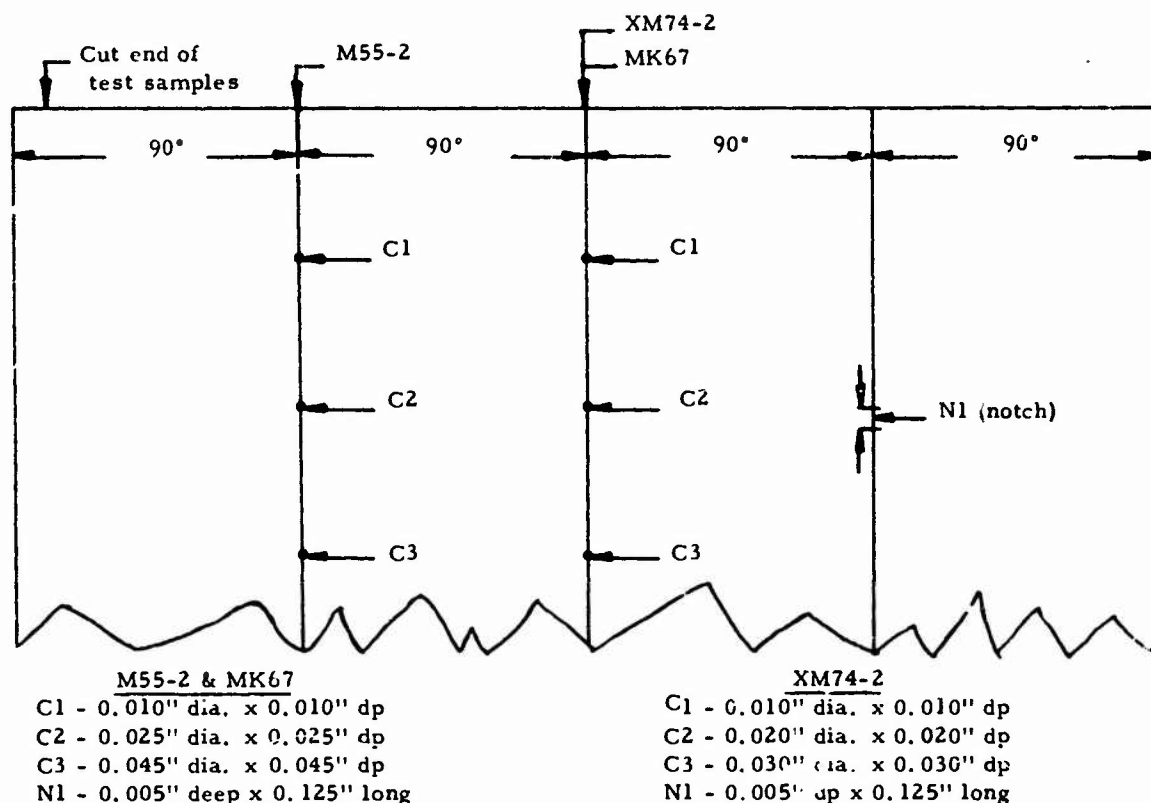 XM74-2
Cut end of
test samples
M55-2
MK67
90° 90° 90° 90°
C1 C1
C2 C2
N1 (notch)
C3 C3
M55-2 & MK67
C1 - 0.010" dia. x 0.010" dp
C2 - 0.025" dia. x 0.025" dp
C3 - 0.045" dia. x 0.045" dp
N1 - 0.005" deep x 0.125" long
XM74-2
C1 - 0.010" dia. x 0.010" dp
C2 - 0.020" dia. x 0.020" dp
C3 - 0.030" dia. x 0.030" dp
N1 - 0.005" x 0.125" long